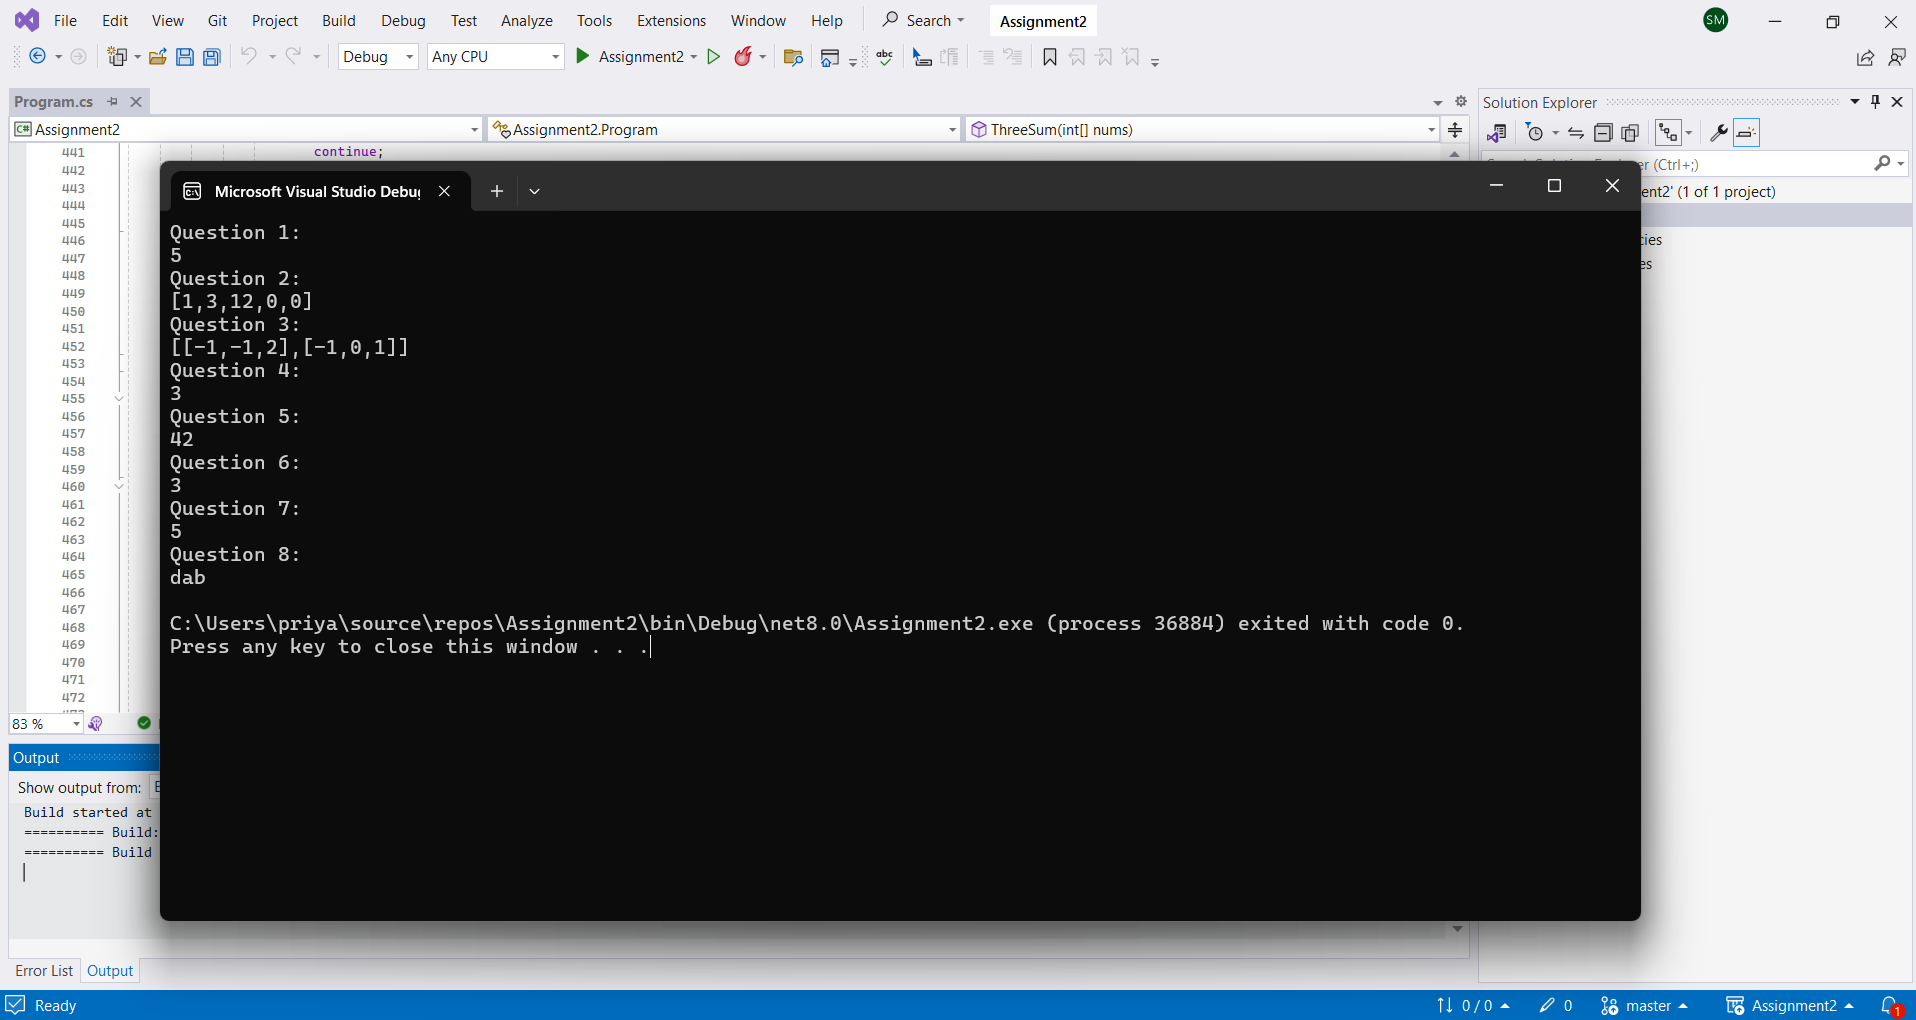 File Edit View Git Project Build Debug Test Analyze Tools Extensions Window Help Search Assignment2 SM
Debug Any CPU Assignment2
Program.cs
Solution Explorer
C# Assignment2 Assignment2.Program ThreeSum(int[] nums)
441 continue;
442
443
444
445
446
447
448
449
450
451
452
453
454
455
456
457
458
459
460
461
462
463
464
465
466
467
468
469
470
471
472
(Ctrl+;)
(1 of 1 project)
Microsoft Visual Studio
Question 1:
5
Question 2:
[1,3,12,0,0]
Question 3:
[[-1,-1,2],[-1,0,1]]
Question 4:
3
Question 5:
42
Question 6:
3
Question 7:
5
Question 8:
dab
C:\Users\priya\source\repos\Assignment2\bin\Debug\net8.0\Assignment2.exe (process 36884) exited with code 0.
Press any key to close this window . . .
83 %
Output
Show output from:
Build started at
========== Build:
========== Build
Error List Output
Ready 0 / 0 0 master Assignment2 1